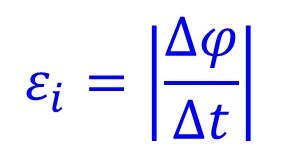 εᵢ = |Δφ/Δt|